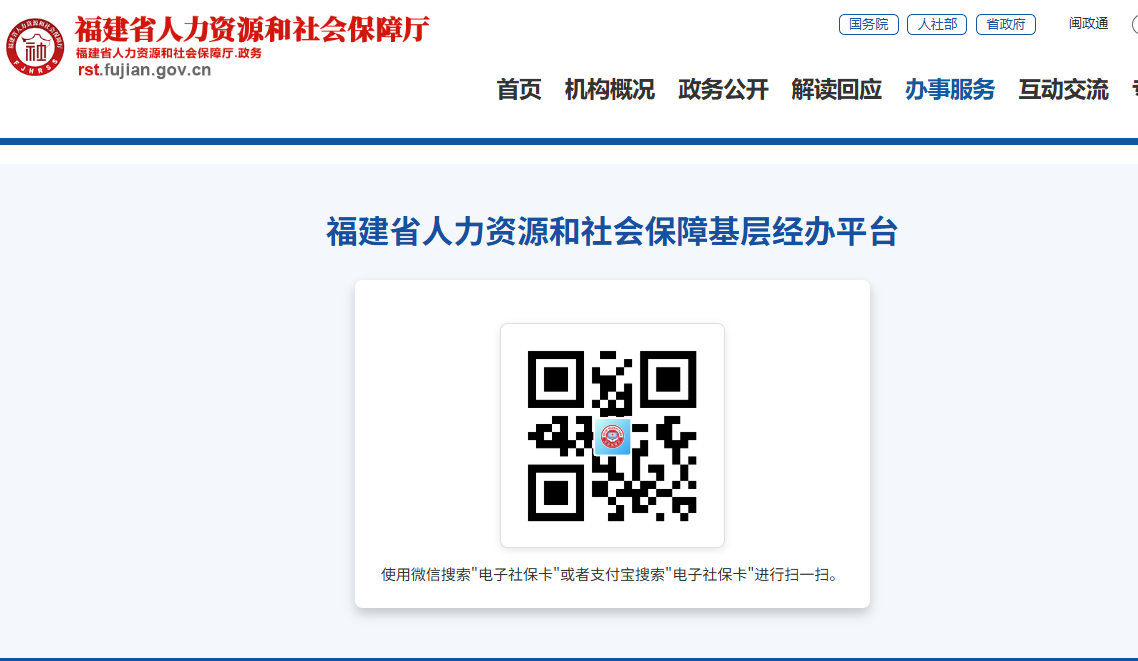 福建省人力资源和社会保障厅
福建省人力资源和社会保障厅.政务
rst.fujian.gov.cn
FJHRSS
国务院 人社部 省政府 闽政通
首页 机构概况 政务公开 解读回应 办事服务 互动交流
福建省人力资源和社会保障基层经办平台
使用微信搜索"电子社保卡"或者支付宝搜索"电子社保卡"进行扫一扫。